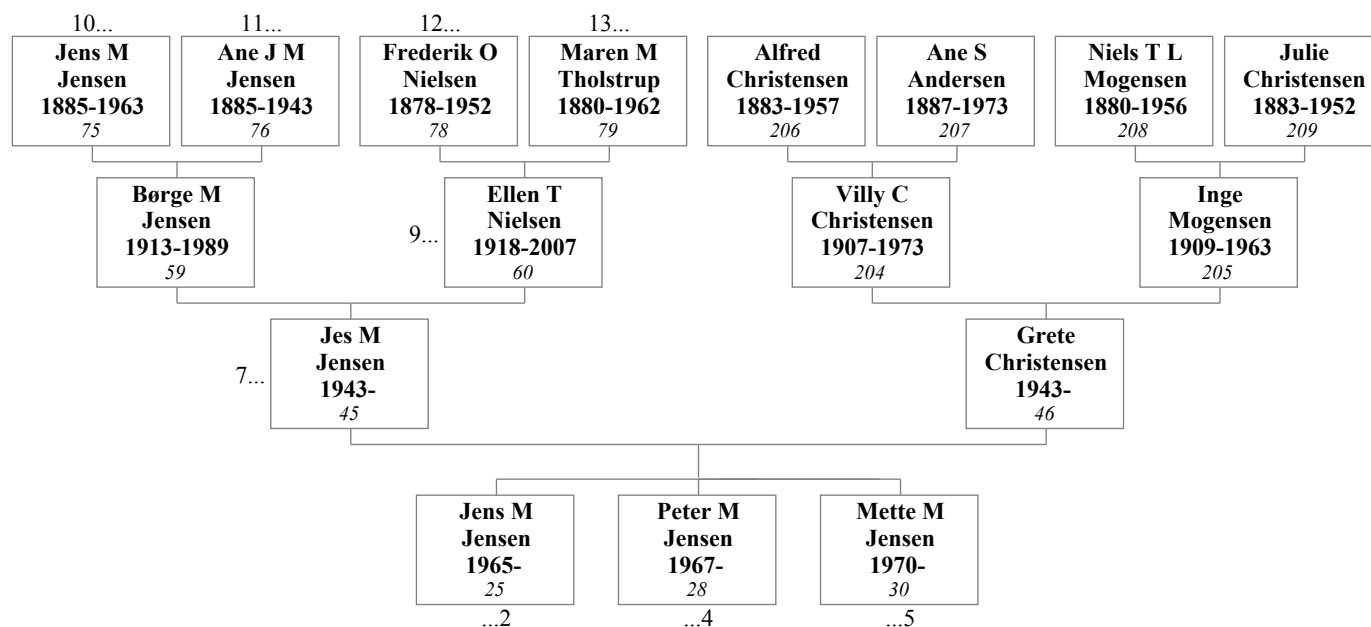 10...
11...
12...
13...
Jens M
Jensen
1885-1963
75
Ane J M
Jensen
1885-1943
76
Frederik O
Nielsen
1878-1952
78
Maren M
Tholstrup
1880-1962
79
Alfred
Christensen
1883-1957
206
Ane S
Andersen
1887-1973
207
Niels T L
Mogensen
1880-1956
208
Julie
Christensen
1883-1952
209
Børge M
Jensen
1913-1989
59
9...
Ellen T
Nielsen
1918-2007
60
Villy C
Christensen
1907-1973
204
Inge
Mogensen
1909-1963
205
7...
Jes M
Jensen
1943-
45
Grete
Christensen
1943-
46
Jens M
Jensen
1965-
25
Peter M
Jensen
1967-
28
Mette M
Jensen
1970-
30
...2
...4
...5